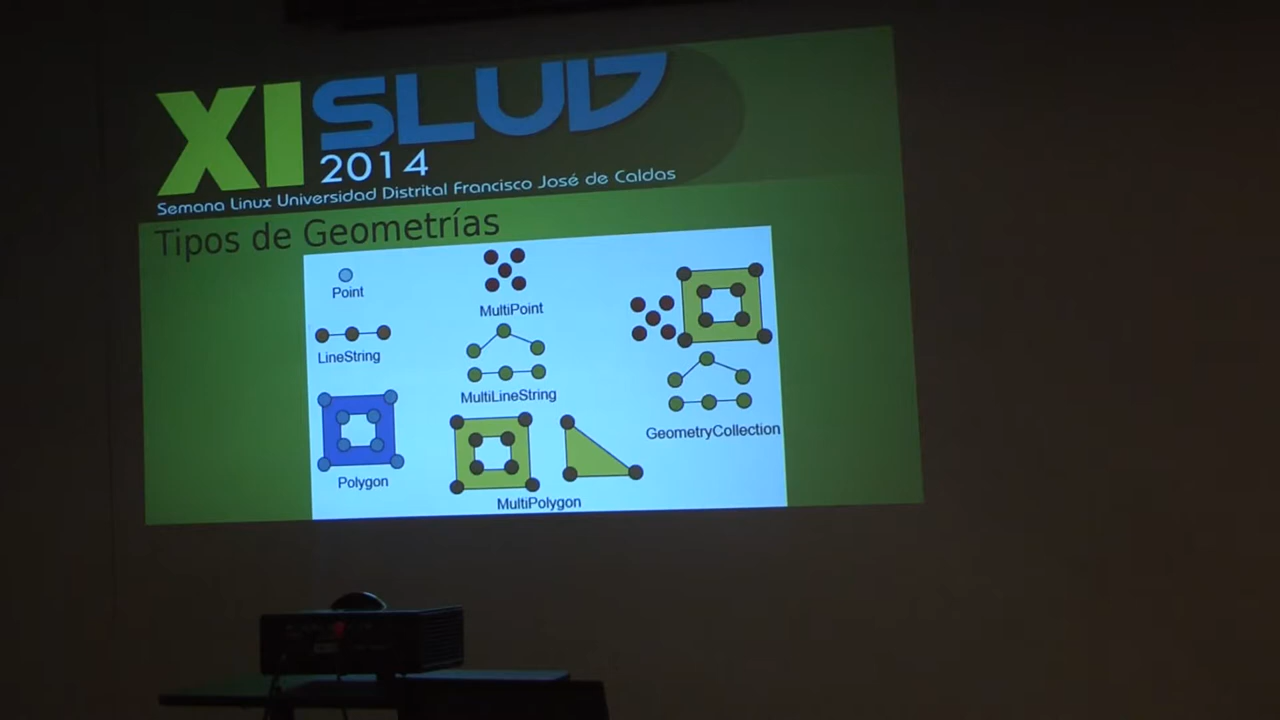 XI SLUD
2014
Semana Linux Universidad Distrital Francisco José de Caldas
Tipos de Geometrías
Point
MultiPoint
LineString
MultiLineString
GeometryCollection
Polygon
MultiPolygon